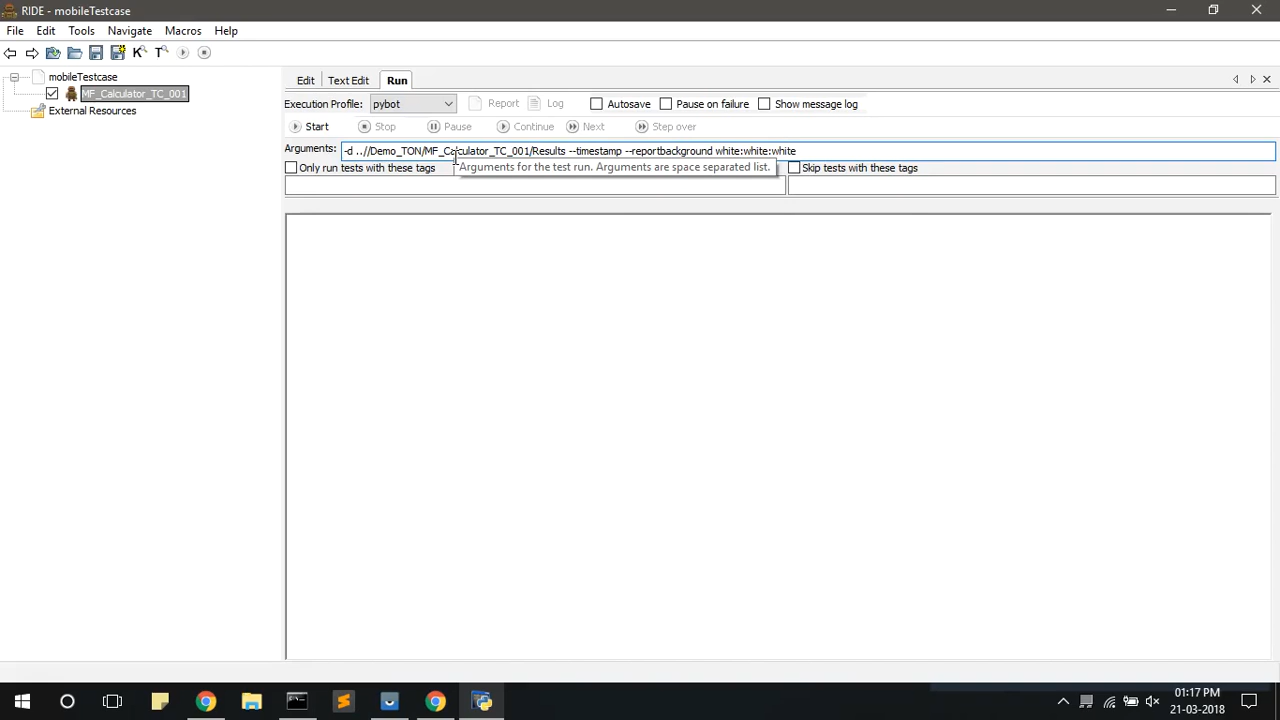 RIDE - mobileTestcase
File Edit Tools Navigate Macros Help
mobileTestcase
MF_Calculator_TC_001
External Resources
Edit Text Edit Run
Execution Profile: pybot Report Log Autosave Pause on failure Show message log
Start Stop Pause Continue Next Step over
Arguments: -d ..//Demo_TON/MF_Calculator_TC_001/Results --timestamp --reportbackground white:white:white
Arguments for the test run. Arguments are space separated list.
Only run tests with these tags Skip tests with these tags
01:17 PM
21-03-2018